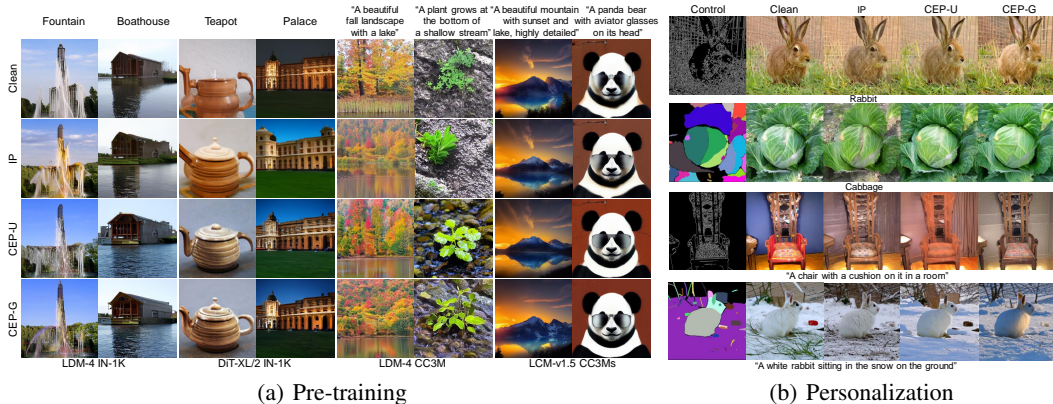 Fountain Boathouse Teapot Palace
"A beautiful fall landscape with a lake"
"A plant grows at the bottom of a shallow stream"
"A beautiful mountain with sunset and lake, highly detailed"
"A panda bear with aviator glasses on its head"
Clean
IP
CEP-U
CEP-G
LDM-4 IN-1K DiT-XL/2 IN-1K LDM-4 CC3M LCM-v1.5 CC3Ms
(a) Pre-training
Control Clean IP CEP-U CEP-G
Rabbit
Cabbage
"A chair with a cushion on it in a room"
"A white rabbit sitting in the snow on the ground"
(b) Personalization